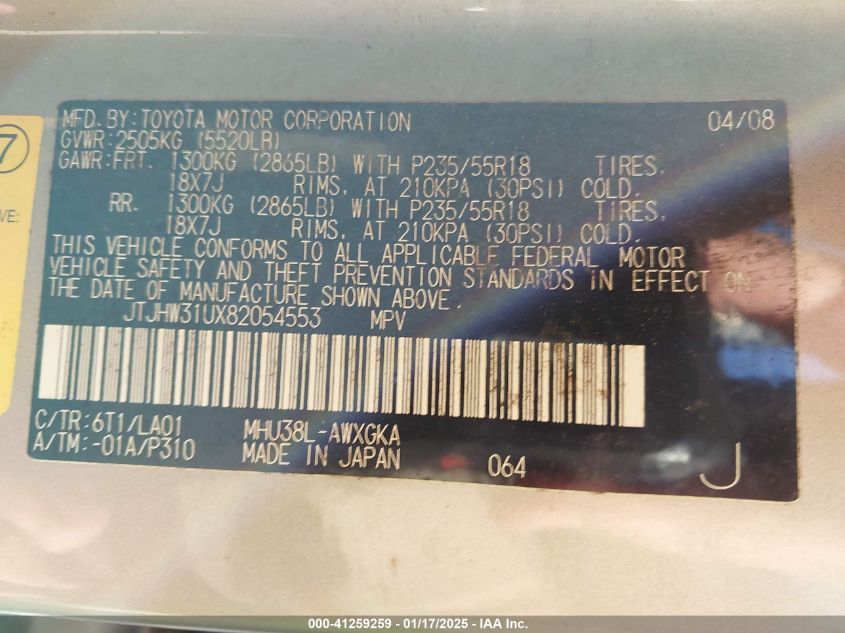 MFD. BY: TOYOTA MOTOR CORPORATION 04/08
GVWR: 2505KG (5520LB)
GAWR: FRT. 1300KG (2865LB) WITH P235/55R18 TIRES,
18X7J RIMS, AT 210KPA (30PSI) COLD.
RR. 1300KG (2865LB) WITH P235/55R18 TIRES,
18X7J RIMS, AT 210KPA (30PSI) COLD.
THIS VEHICLE CONFORMS TO ALL APPLICABLE FEDERAL MOTOR
VEHICLE SAFETY AND THEFT PREVENTION STANDARDS IN EFFECT ON
THE DATE OF MANUFACTURE SHOWN ABOVE.
JTJHW31UX82054553 MPV
C/TR: 6T1/LA01 MHU38L-AWXGKA
A/TM: -01A/P310 MADE IN JAPAN 064 J
7
VE:
000-41259259 - 01/17/2025 - IAA Inc.